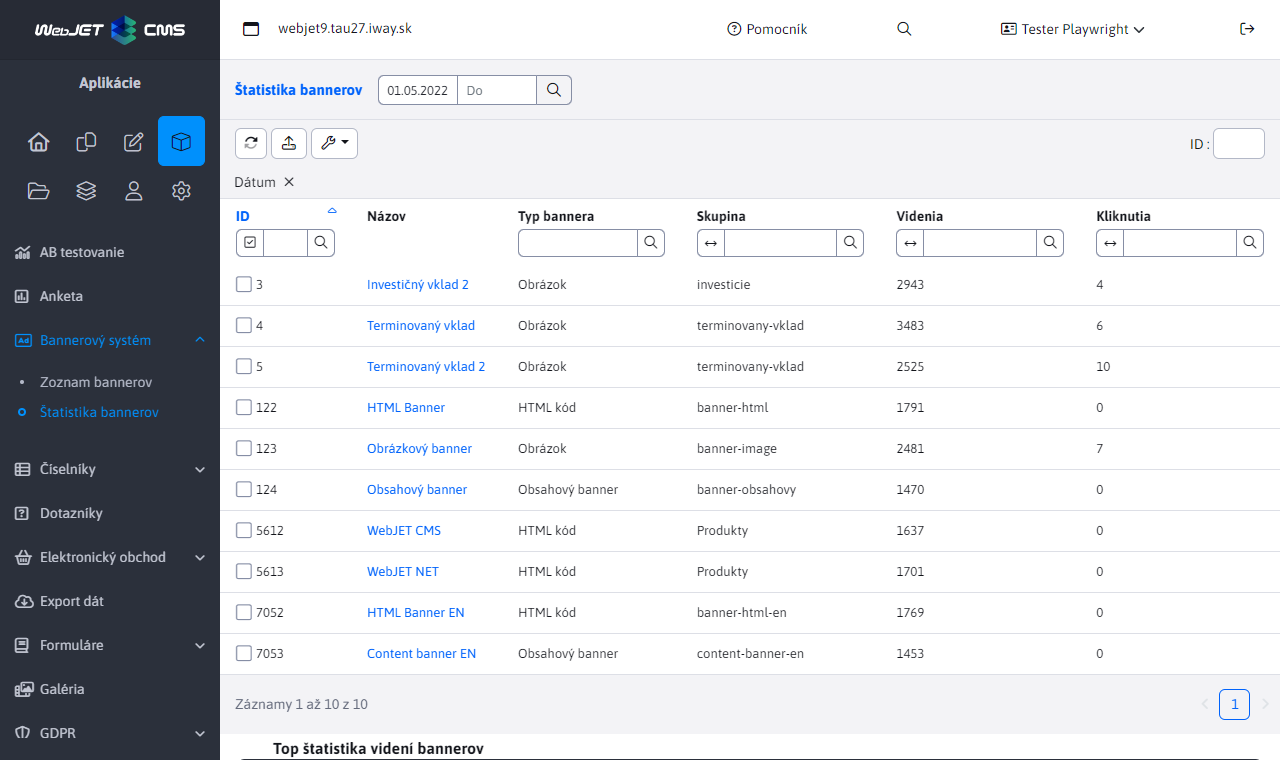 WebJET CMS
webjet9.tau27.iway.sk
Pomocník
Tester Playwright
Aplikácie
AB testovanie
Anketa
Bannerový systém
Zoznam bannerov
Štatistika bannerov
Číselníky
Dotazníky
Elektronický obchod
Export dát
Formuláre
Galéria
GDPR
Štatistika bannerov 01.05.2022 Do
ID :
Dátum
ID Názov Typ bannera Skupina Videnia Kliknutia
3 Investičný vklad 2 Obrázok investicie 2943 4
4 Terminovaný vklad Obrázok terminovany-vklad 3483 6
5 Terminovaný vklad 2 Obrázok terminovany-vklad 2525 10
122 HTML Banner HTML kód banner-html 1791 0
123 Obrázkový banner Obrázok banner-image 2481 7
124 Obsahový banner Obsahový banner banner-obsahovy 1470 0
5612 WebJET CMS HTML kód Produkty 1637 0
5613 WebJET NET HTML kód Produkty 1701 0
7052 HTML Banner EN HTML kód banner-html-en 1769 0
7053 Content banner EN Obsahový banner content-banner-en 1453 0
Záznamy 1 až 10 z 10
1
Top štatistika videní bannerov